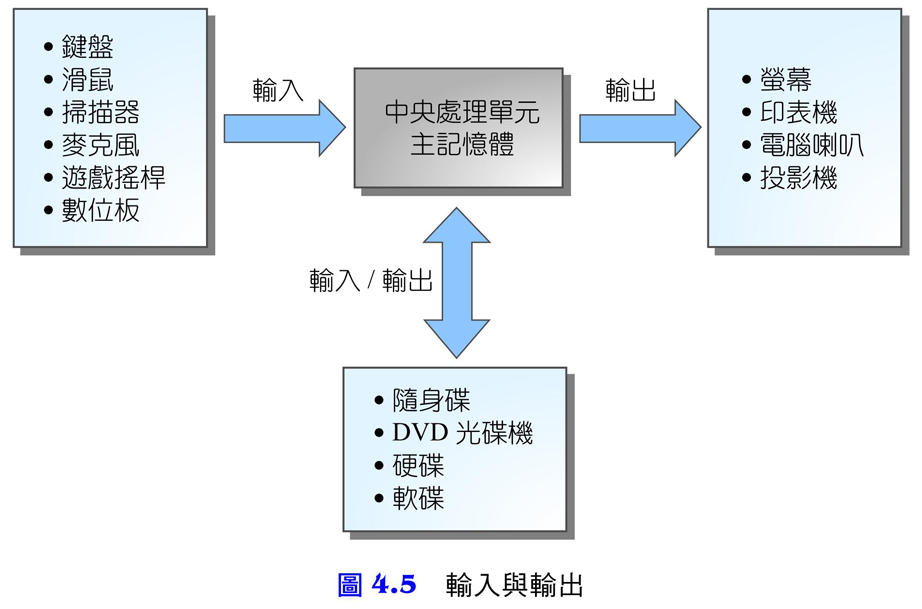 • 鍵盤
• 滑鼠
• 掃描器
• 麥克風
• 遊戲搖桿
• 數位板
輸入
中央處理單元
主記憶體
輸出
• 螢幕
• 印表機
• 電腦喇叭
• 投影機
輸入 / 輸出
• 隨身碟
• DVD 光碟機
• 硬碟
• 軟碟
圖 4.5 輸入與輸出